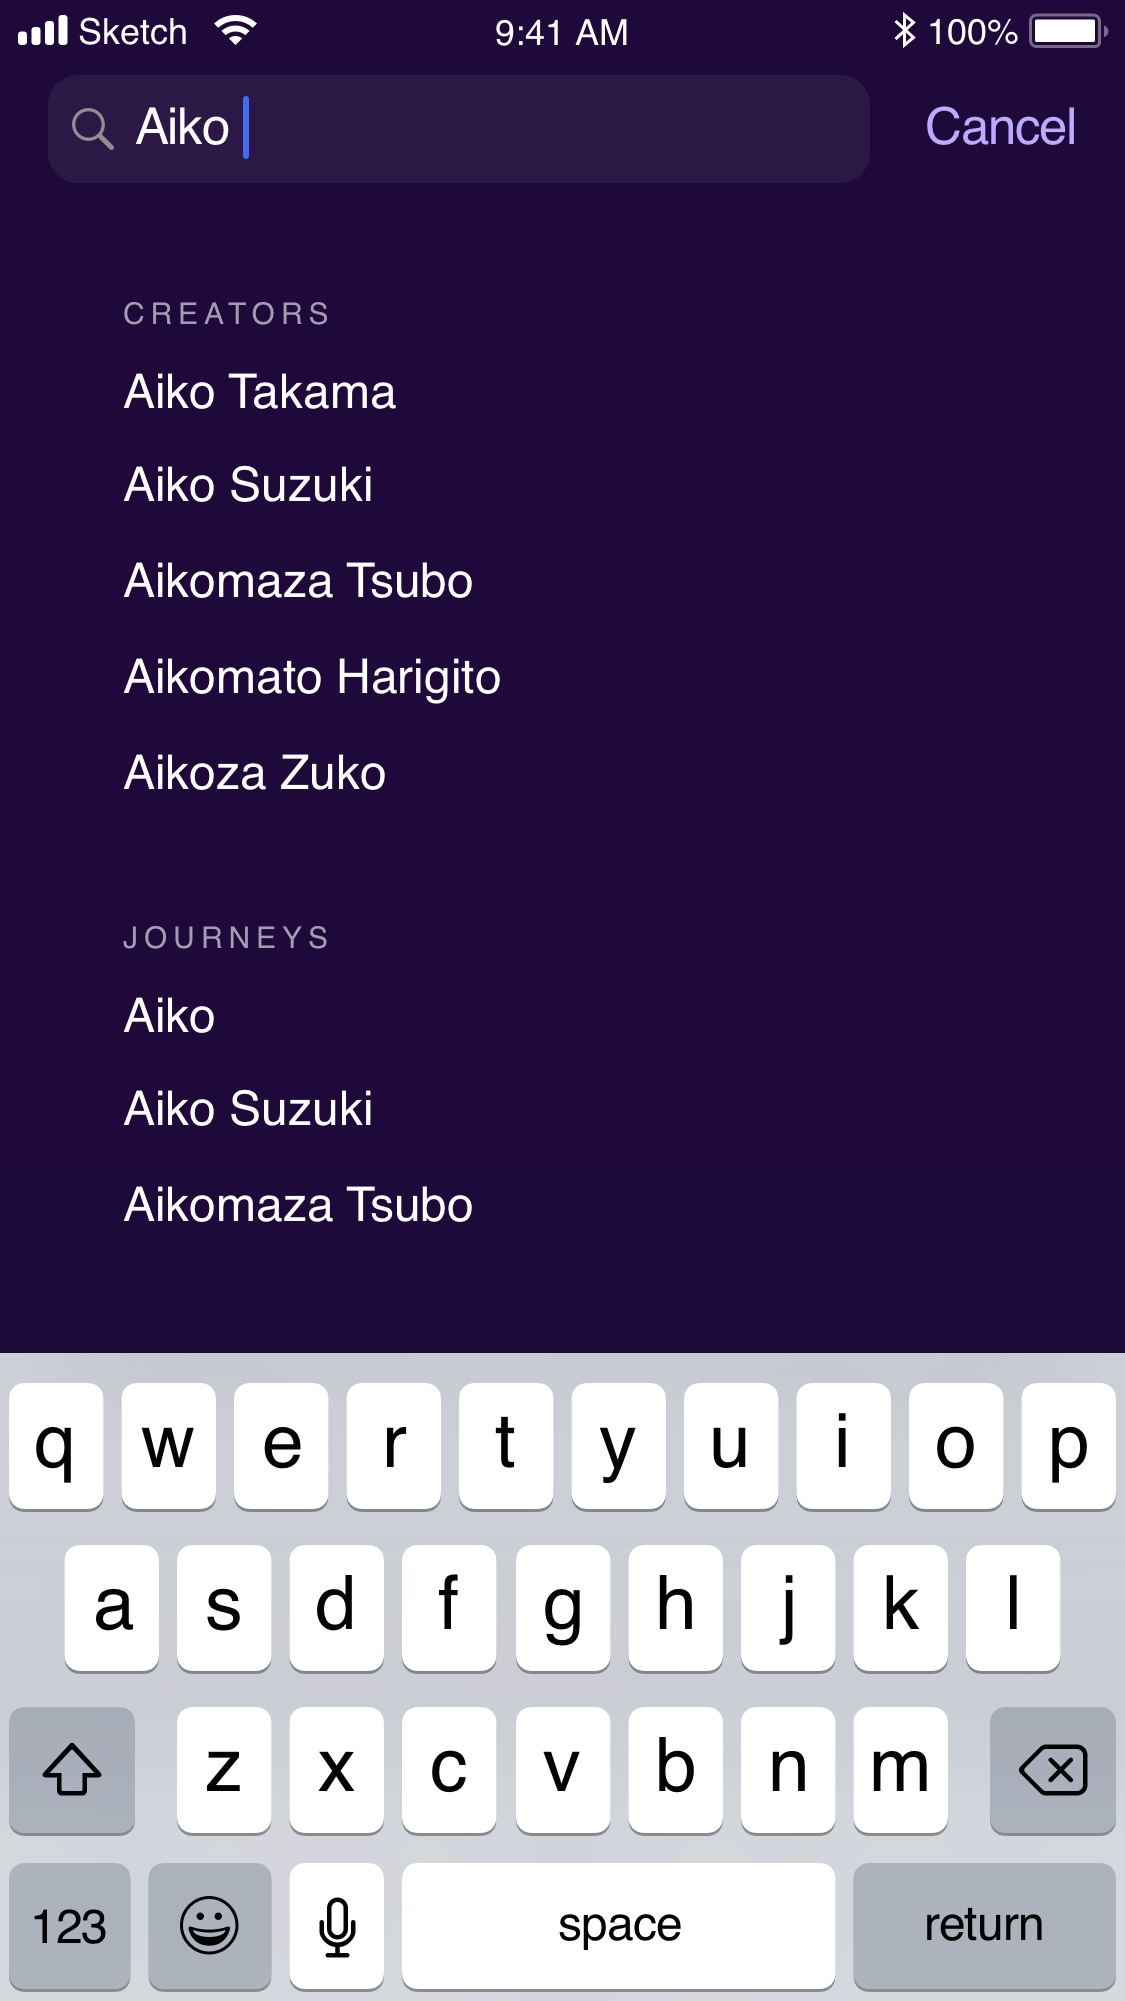 Sketch 9:41 AM 100%
Aiko Cancel
CREATORS
Aiko Takama
Aiko Suzuki
Aikomaza Tsubo
Aikomato Harigito
Aikoza Zuko
JOURNEYS
Aiko
Aiko Suzuki
Aikomaza Tsubo
q w e r t y u i o p
a s d f g h j k l
z x c v b n m
123 space return